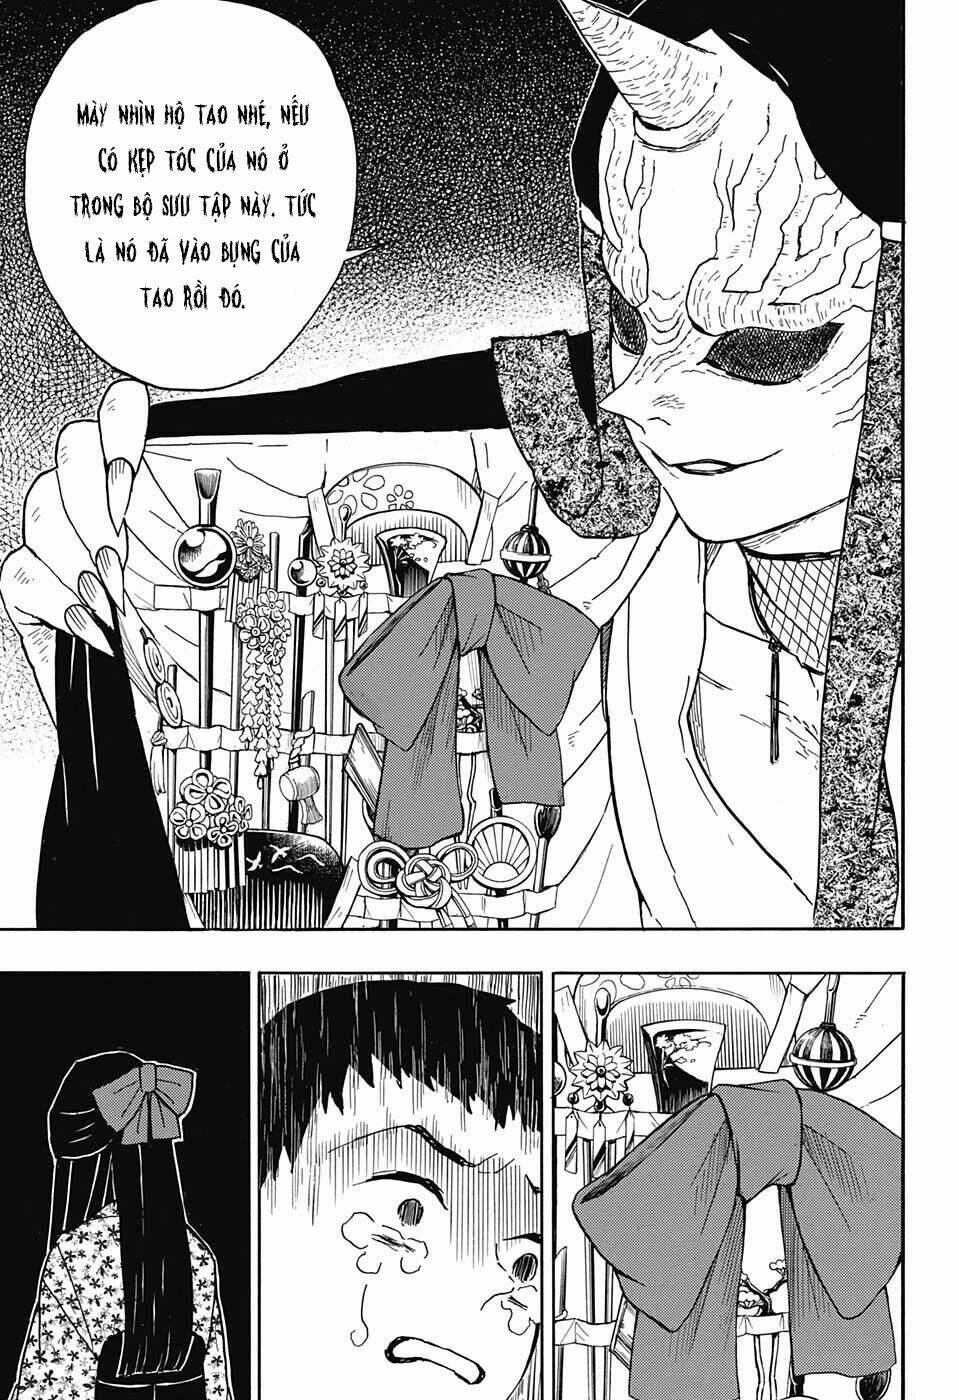 MÀY NHÌN HỘ TAO NHÉ, NẾU
CÓ KẸP TÓC CỦA NÓ Ở
TRONG BỘ SƯU TẬP NÀY. TỨC
LÀ NÓ ĐÃ VÀO BỤNG CỦA
TAO RỒI ĐÓ.